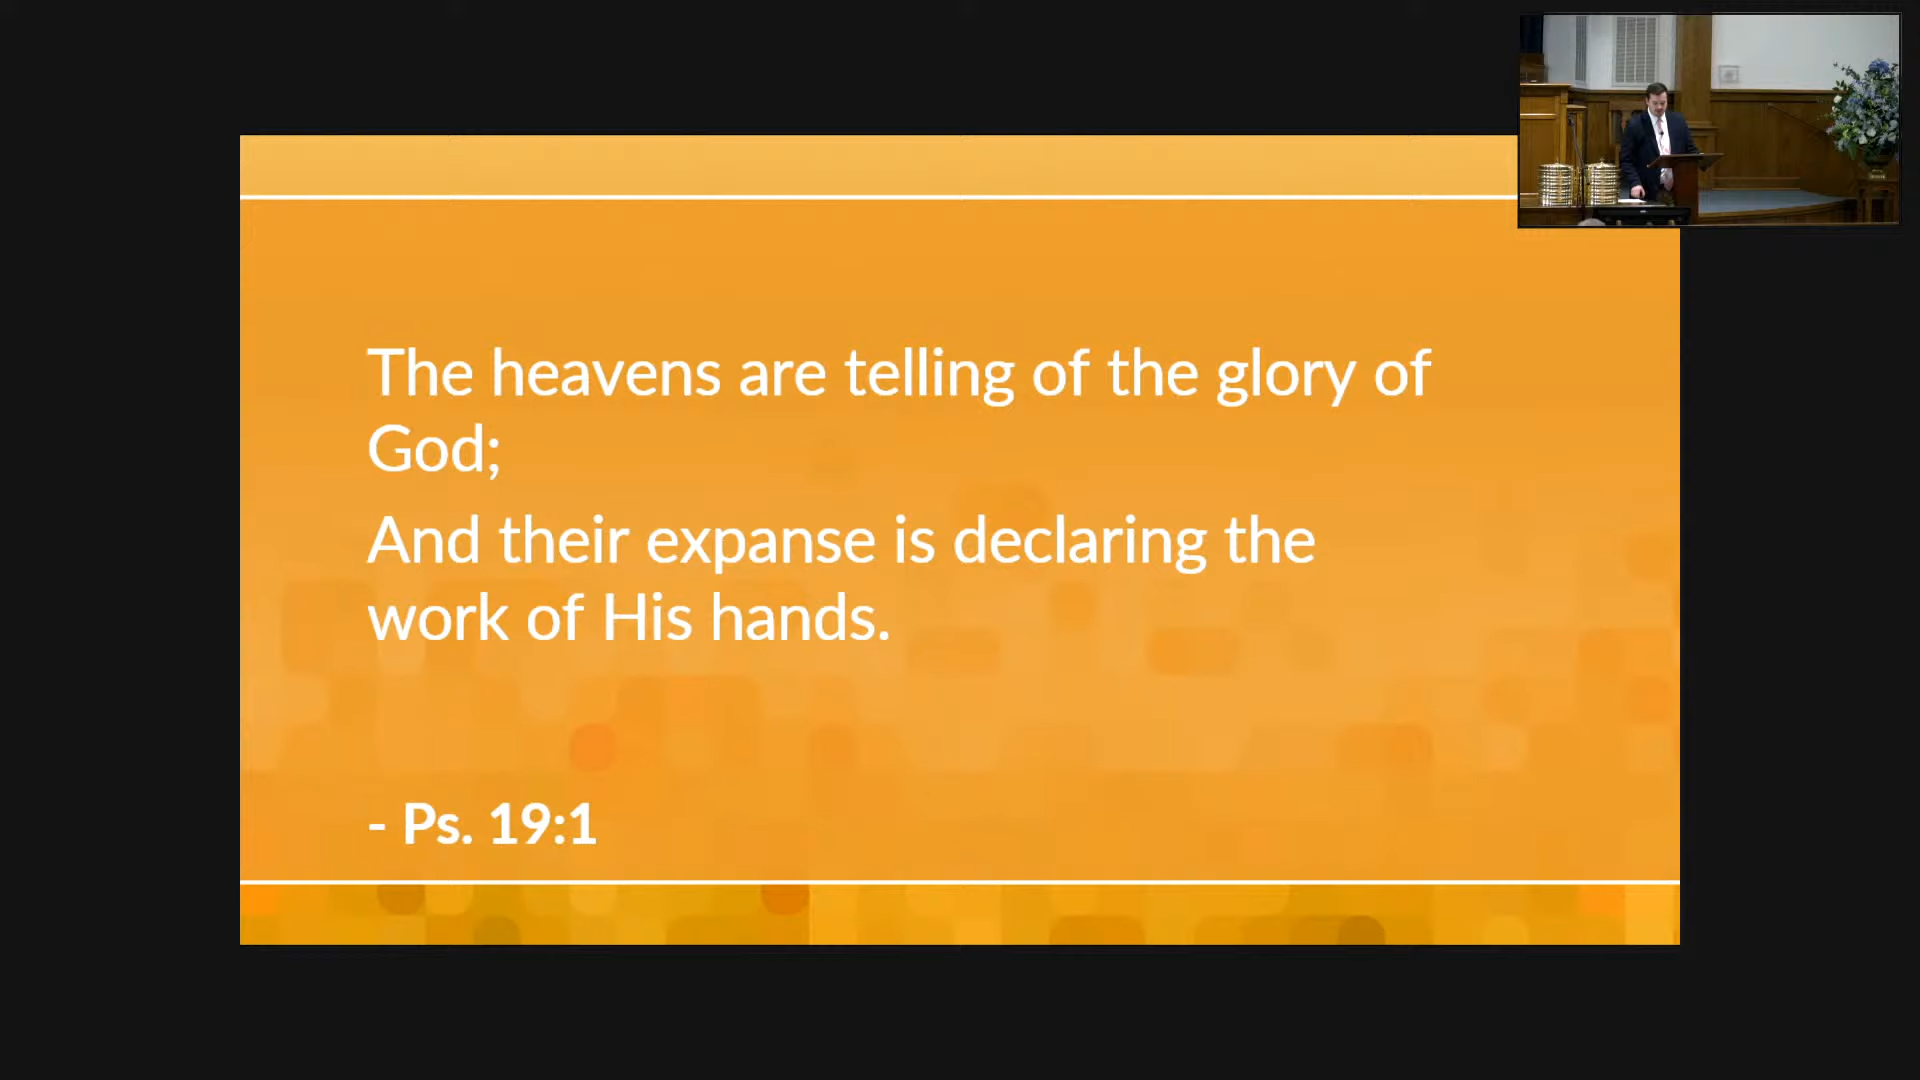 The heavens are telling of the glory of
God;
And their expanse is declaring the
work of His hands.
- Ps. 19:1